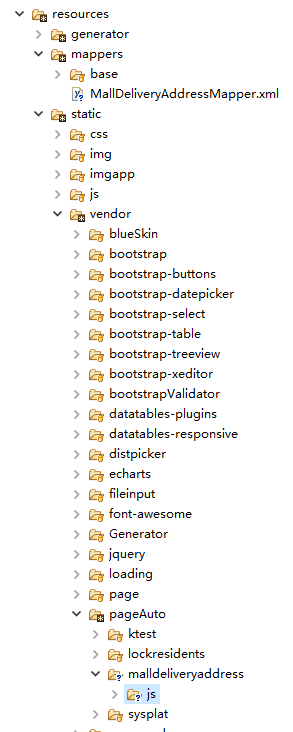 resources
generator
mappers
base
MallDeliveryAddressMapper.xml
static
css
img
imgapp
js
vendor
blueSkin
bootstrap
bootstrap-buttons
bootstrap-datepicker
bootstrap-select
bootstrap-table
bootstrap-treeview
bootstrap-xeditor
bootstrapValidator
datatables-plugins
datatables-responsive
distpicker
echarts
fileinput
font-awesome
Generator
jquery
loading
page
pageAuto
ktest
lockresidents
malldeliveryaddress
js
sysplat